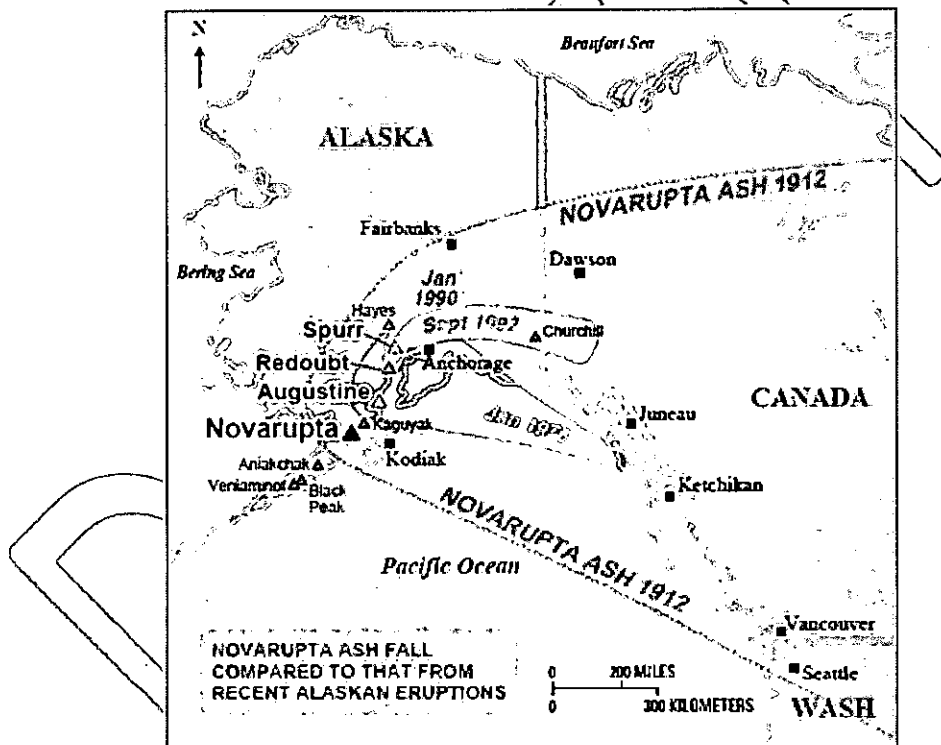 N
Beaufort Sea
ALASKA
NOVARUPTA ASH 1912
Fairbanks
Dawson
Bering Sea
Jan
1990
Hayes
Sept 1992
Churchill
Spurr
Anchorage
Redoubt
Augustine
CANADA
Juneau
Novarupta
Kaguyak
Kodiak
Aniakchak
Veniaminof
Black
Peak
Ketchikan
NOVARUPTA ASH 1912
Pacific Ocean
Vancouver
NOVARUPTA ASH FALL
COMPARED TO THAT FROM
RECENT ALASKAN ERUPTIONS
0 200 MILES
0 300 KILOMETERS
Seattle
WASH